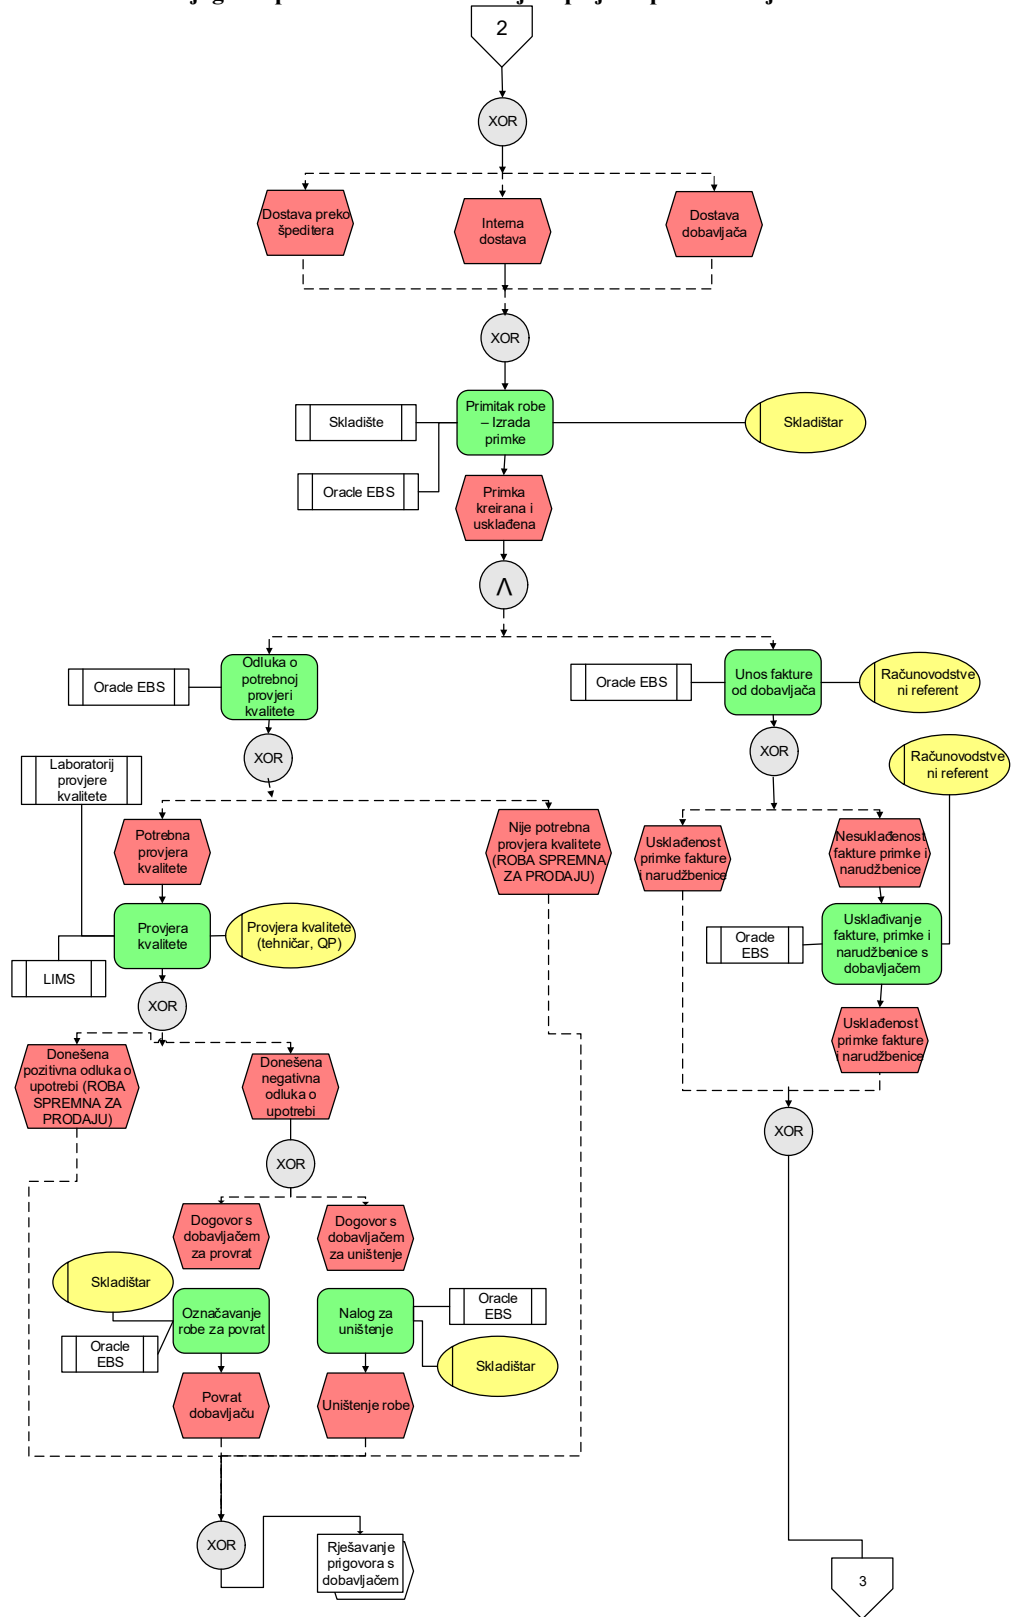 2
XOR
Dostava preko
špeditera
Interna
dostava
Dostava
dobavljača
XOR
Skladište
Primitak robe
– Izrada
primke
Skladištar
Oracle EBS
Primka
kreirana i
usklađena
Λ
Oracle EBS
Odluka o
potrebnoj
provjeri
kvalitete
Oracle EBS
Unos fakture
od dobavljača
Računovodstve
ni referent
XOR
XOR
Računovodstve
ni referent
Laboratorij
provjere
kvalitete
Potrebna
provjera
kvalitete
Nije potrebna
provjera kvalitete
(ROBA SPREMNA
ZA PRODAJU)
Usklađenost
primke fakture
i narudžbenice
Nesuklađenost
fakture primke i
narudžbenice
Provjera
kvalitete
Provjera kvalitete
(tehničar, QP)
Oracle
EBS
Usklađivanje
fakture, primke i
narudžbenice s
dobavljačem
LIMS
XOR
Usklađenost
primke fakture
i narudžbenice
Donešena
pozitivna odluka o
upotrebi (ROBA
SPREMNA ZA
PRODAJU)
Donešena
negativna
odluka o
upotrebi
XOR
XOR
Dogovor s
dobavljačem
za provrat
Dogovor s
dobavljačem
za uništenje
Skladištar
Označavanje
robe za povrat
Nalog za
uništenje
Oracle
EBS
Oracle
EBS
Skladištar
Povrat
dobavljaču
Uništenje robe
XOR
Rješavanje
prigovora s
dobavljačem
3